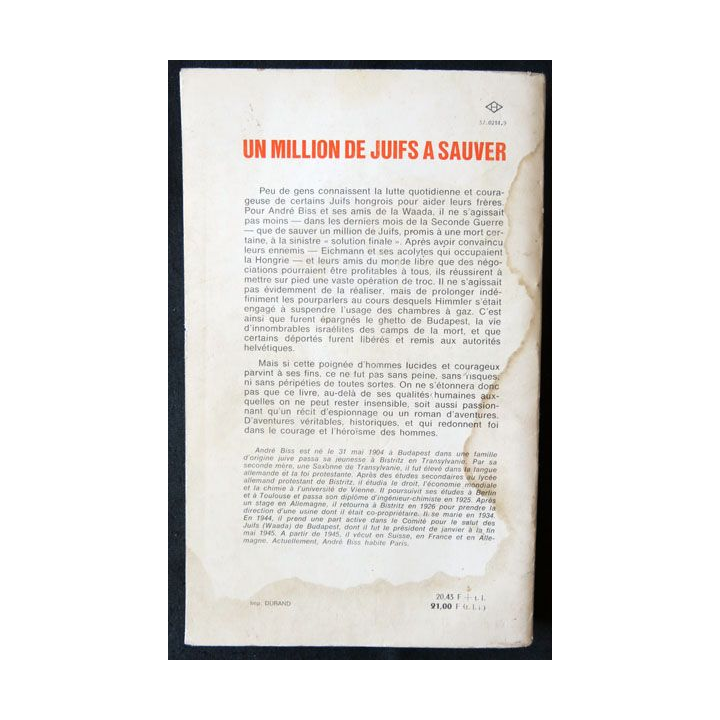 57.0214.9
UN MILLION DE JUIFS A SAUVER
Peu de gens connaissent la lutte quotidienne et coura-
geuse de certains Juifs hongrois pour aider leurs frères.
Pour André Biss et ses amis de la Waada, il ne s'agissait
pas moins — dans les derniers mois de la Seconde Guerre
— que de sauver un million de Juifs, promis à une mort cer-
taine, à la sinistre « solution finale ». Après avoir convaincu
leurs ennemis — Eichmann et ses acolytes qui occupaient
la Hongrie — et leurs amis du monde libre que des négo-
ciations pourraient être profitables à tous, ils réussirent à
mettre sur pied une vaste opération de troc. Il ne s'agissait
pas évidemment de la réaliser, mais de prolonger indé-
finiment les pourparlers au cours desquels Himmler s'était
engagé à suspendre l'usage des chambres à gaz. C'est
ainsi que furent épargnés le ghetto de Budapest, la vie
d'innombrables israélites des camps de la mort, et que
certains déportés furent libérés et remis aux autorités
helvétiques.
Mais si cette poignée d'hommes lucides et courageux
parvint à ses fins, ce ne fut pas sans peine, sans risques,
ni sans péripéties de toutes sortes. On ne s'étonnera donc
pas que ce livre, au-delà de ses qualités humaines aux-
quelles on ne peut rester insensible, soit aussi passion-
nant qu'un récit d'espionnage ou un roman d'aventures.
D'aventures véritables, historiques, et qui redonnent foi
dans le courage et l'héroïsme des hommes.
André Biss est né le 31 mai 1904 à Budapest dans une famille
d'origine juive passa sa jeunesse à Bistritz en Transylvanie. Par sa
seconde mère, une Saxonne de Transylvanie, il fut élevé dans la langue
allemande et la foi protestante. Après des études secondaires au lycée
allemand protestant de Bistritz, il étudia le droit, l'économie mondiale
et la chimie à l'université de Vienne. Il poursuivit ses études à Berlin
et à Toulouse et passa son diplôme d'ingénieur-chimiste en 1925. Après
un stage en Allemagne, il retourna à Bistritz en 1926 pour prendre la
direction d'une usine dont il était co-propriétaire. Il se marie en 1934.
En 1944, il prend une part active dans le Comité pour le salut des
Juifs (Waada) de Budapest, dont il fut le président de janvier à la fin
mai 1945. A partir de 1945, il vécut en Suisse, en France et en Alle-
magne. Actuellement, André Biss habite Paris.
20.45 F + t. l.
Imp. DURAND
21,00 F (t. l. i.)